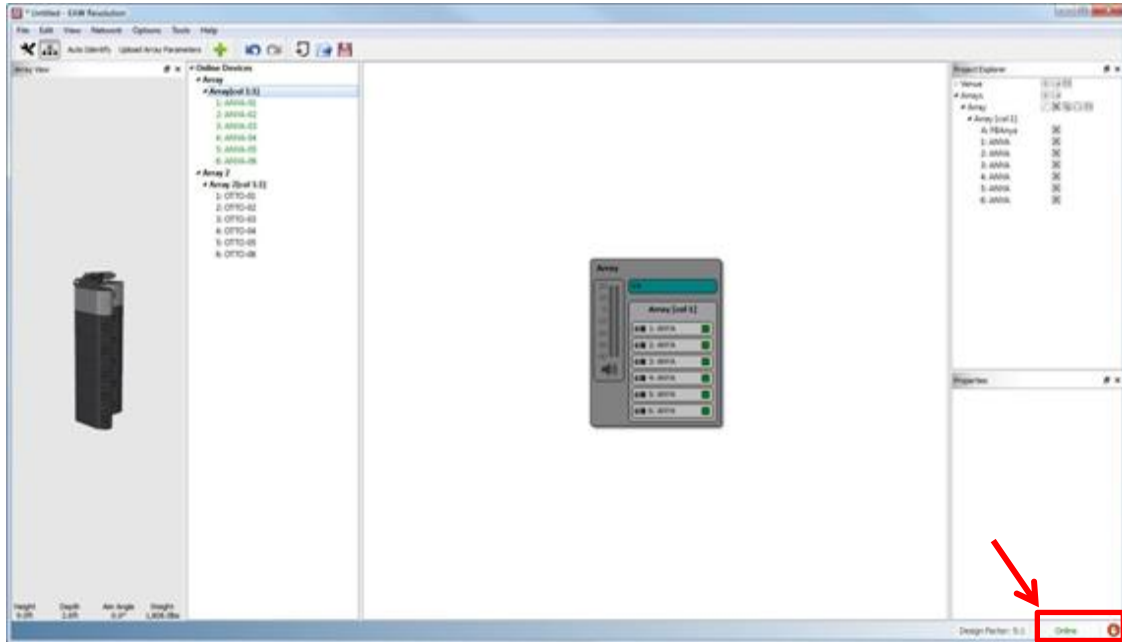 * Untitled - EAW Resolution
File Edit View Network Options Tools Help
Auto Identify Upload Array Parameters
Array View
Online Devices
Array
Array[col 1:1]
1: ANYA-01
2: ANYA-02
3: ANYA-03
4: ANYA-04
5: ANYA-05
6: ANYA-06
Array 2
Array 2[col 1:1]
1: OTTO-01
2: OTTO-02
3: OTTO-03
4: OTTO-04
5: OTTO-05
6: OTTO-06
Height Depth Aim Angle Weight
0.0°
Array
Array [col 1]
1: ANYA
2: ANYA
3: ANYA
4: ANYA
5: ANYA
6: ANYA
Project Explorer
Venue
Arrays
Array
Array [col 1]
A: FBAnya
1: ANYA
2: ANYA
3: ANYA
4: ANYA
5: ANYA
6: ANYA
Properties
Design Factor: 5:1
Online